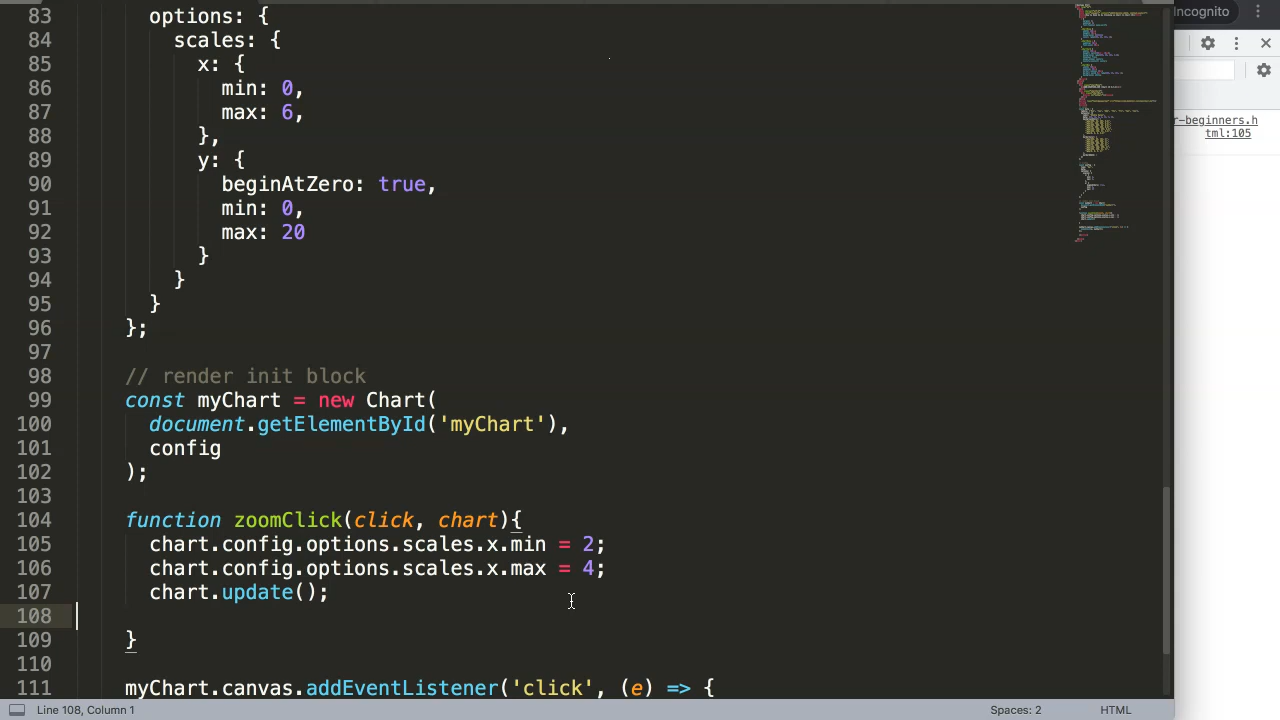 83 options: {
84 scales: {
85 x: {
86 min: 0,
87 max: 6,
88 },
89 y: {
90 beginAtZero: true,
91 min: 0,
92 max: 20
93 }
94 }
95 }
96 };
97
98 // render init block
99 const myChart = new Chart(
100 document.getElementById('myChart'),
101 config
102 );
103
104 function zoomClick(click, chart){
105 chart.config.options.scales.x.min = 2;
106 chart.config.options.scales.x.max = 4;
107 chart.update();
108
109 }
110
111 myChart.canvas.addEventListener('click', (e) => {
Line 108, Column 1
Spaces: 2
HTML
Incognito
r-beginners.h
tml:105